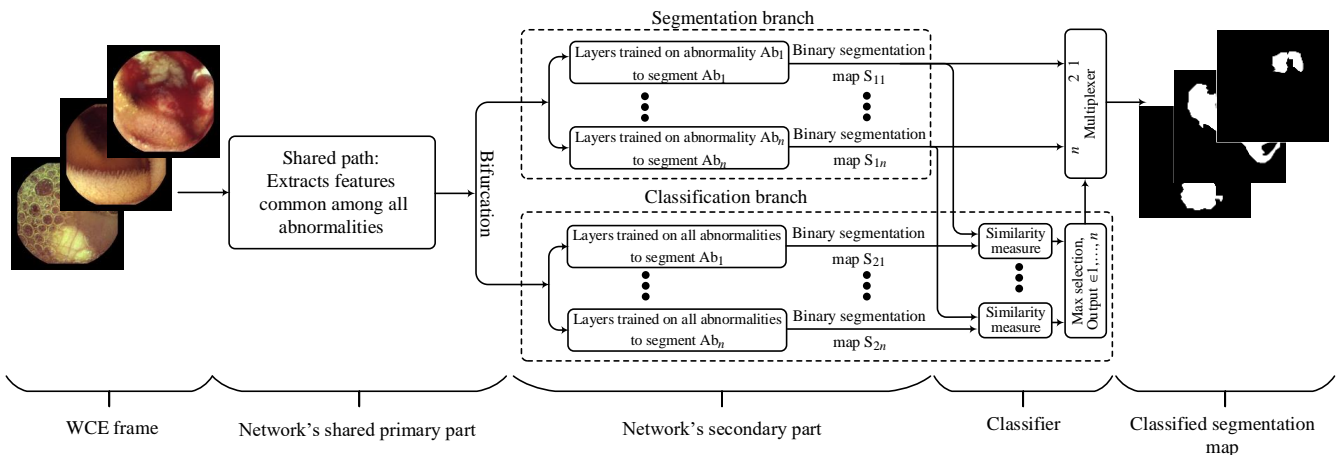 Segmentation branch
Layers trained on abnormality Ab₁
to segment Ab₁
Binary segmentation
map S₁₁
Layers trained on abnormality Abₙ
to segment Abₙ
Binary segmentation
map S₁ₙ
1
2
n
Multiplexer
Shared path:
Extracts features
common among all
abnormalities
Bifurcation
Classification branch
Layers trained on all abnormalities
to segment Ab₁
Binary segmentation
map S₂₁
Similarity
measure
Layers trained on all abnormalities
to segment Abₙ
Binary segmentation
map S₂ₙ
Similarity
measure
Max selection,
Output ∈1,…, n
WCE frame
Network's shared primary part
Network's secondary part
Classifier
Classified segmentation
map